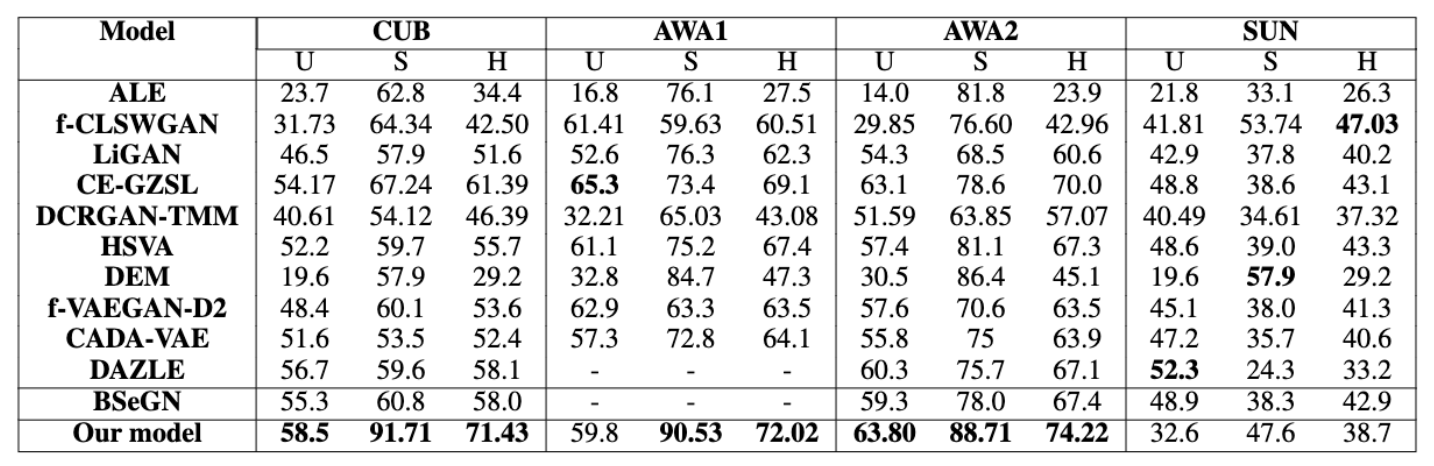 Model CUB AWA1 AWA2 SUN
U S H U S H U S H U S H
ALE 23.7 62.8 34.4 16.8 76.1 27.5 14.0 81.8 23.9 21.8 33.1 26.3
f-CLSWGAN 31.73 64.34 42.50 61.41 59.63 60.51 29.85 76.60 42.96 41.81 53.74 47.03
LiGAN 46.5 57.9 51.6 52.6 76.3 62.3 54.3 68.5 60.6 42.9 37.8 40.2
CE-GZSL 54.17 67.24 61.39 65.3 73.4 69.1 63.1 78.6 70.0 48.8 38.6 43.1
DCRGAN-TMM 40.61 54.12 46.39 32.21 65.03 43.08 51.59 63.85 57.07 40.49 34.61 37.32
HSVA 52.2 59.7 55.7 61.1 75.2 67.4 57.4 81.1 67.3 48.6 39.0 43.3
DEM 19.6 57.9 29.2 32.8 84.7 47.3 30.5 86.4 45.1 19.6 57.9 29.2
f-VAEGAN-D2 48.4 60.1 53.6 62.9 63.3 63.5 57.6 70.6 63.5 45.1 38.0 41.3
CADA-VAE 51.6 53.5 52.4 57.3 72.8 64.1 55.8 75 63.9 47.2 35.7 40.6
DAZLE 56.7 59.6 58.1 - - - 60.3 75.7 67.1 52.3 24.3 33.2
BSeGN 55.3 60.8 58.0 - - - 59.3 78.0 67.4 48.9 38.3 42.9
Our model 58.5 91.71 71.43 59.8 90.53 72.02 63.80 88.71 74.22 32.6 47.6 38.7